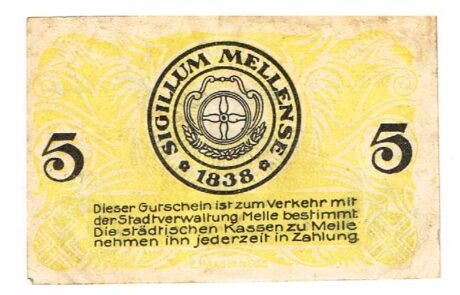 SIGILLUM MELLENSE
1838
5 5
Dieser Gutschein ist zum Verkehr mit
der Stadtverwaltung Melle bestimmt.
Die städtischen Kassen zu Melle
nehmen ihn jederzeit in Zahlung.